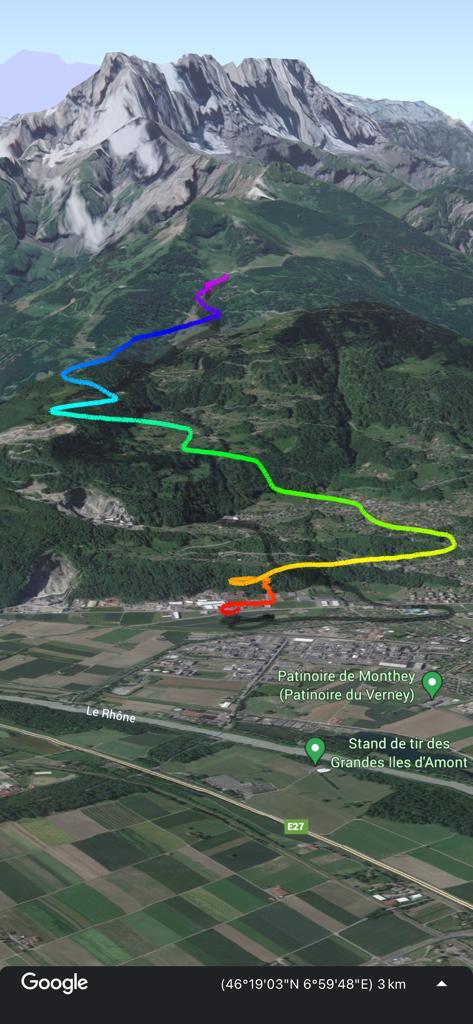 Patinoire de Monthey
(Patinoire du Verney)
Le Rhône
Stand de tir des
Grandes Iles d'Amont
E27
Google
(46°19'03"N 6°59'48"E) 3 km